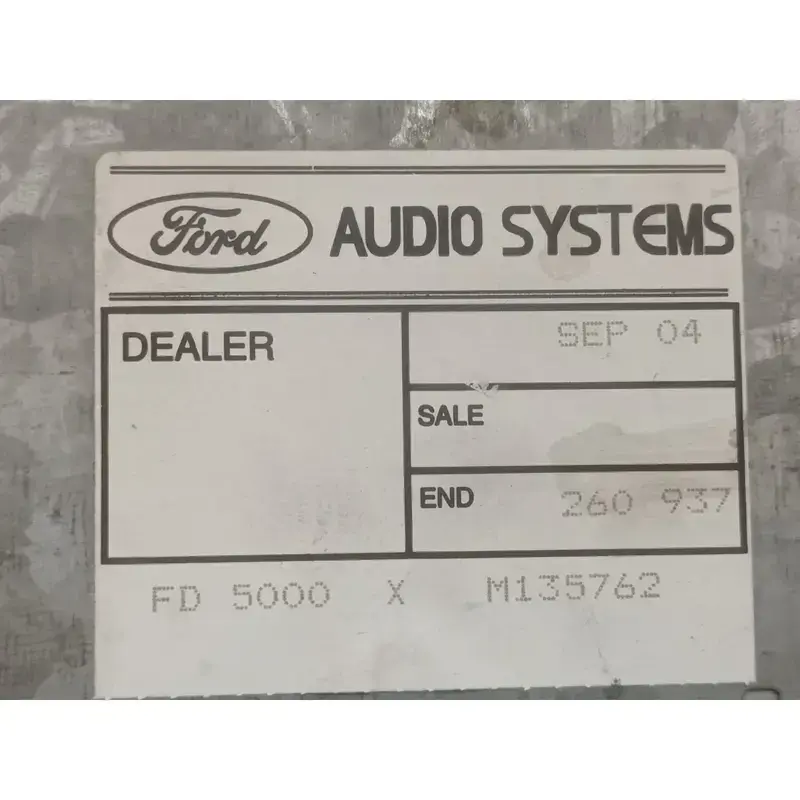 Ford AUDIO SYSTEMS
DEALER
SEP 04
SALE
END 260 937
FD 5000 X M135762